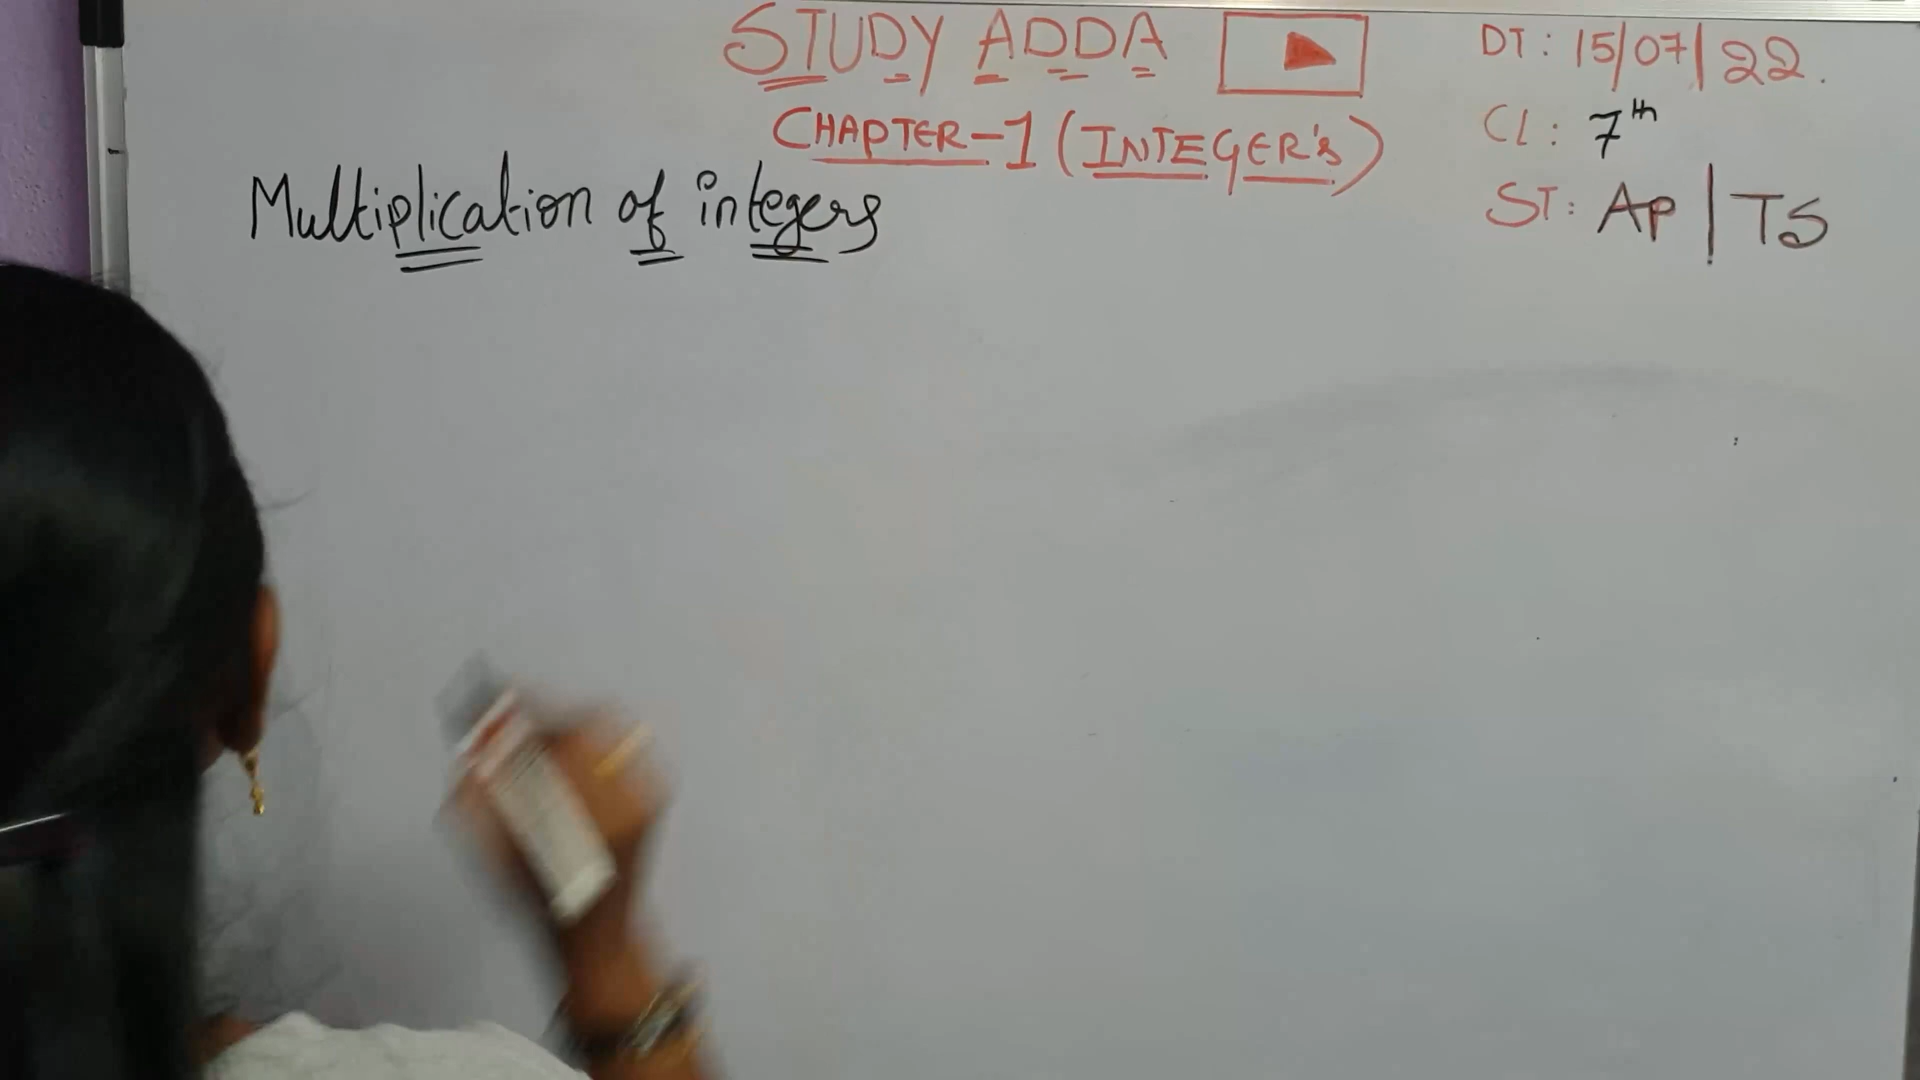 STUDY ADDA
DT: 15/07/22.
CHAPTER-1 (INTEGER's)
CL: 7th
Multiplication of integers
ST: AP | TS